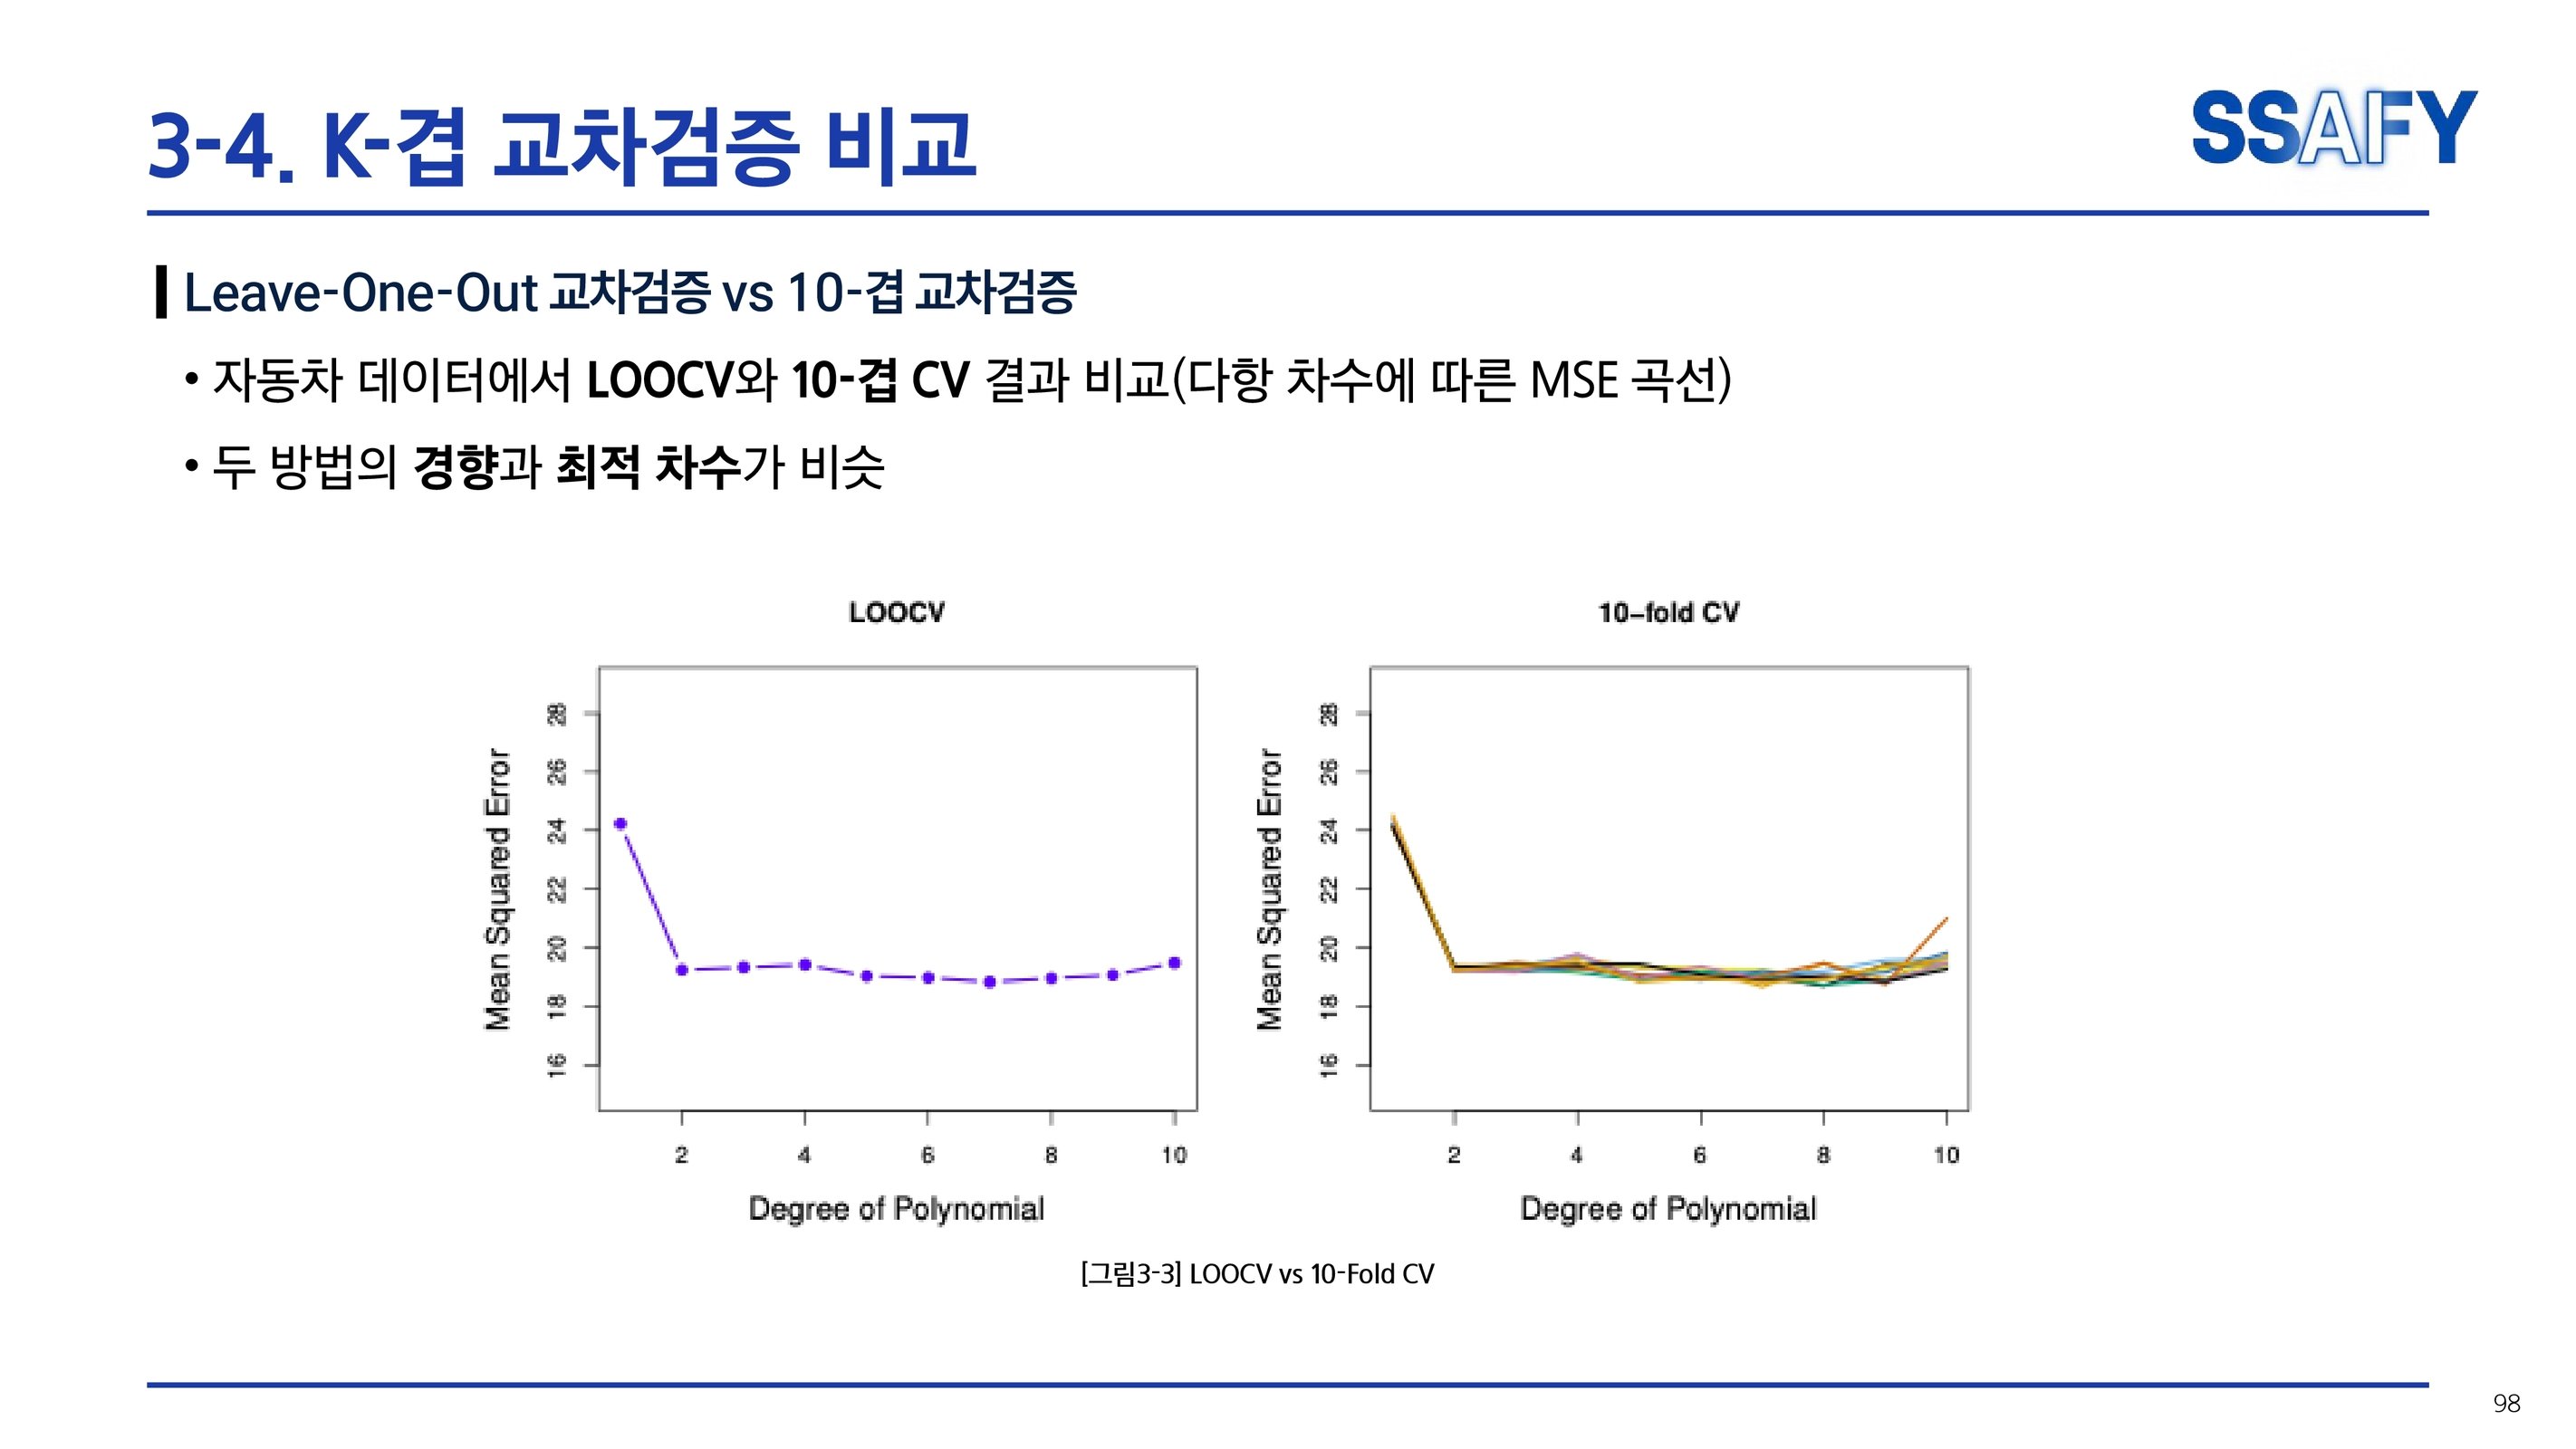 3-4. K-겹 교차검증 비교
SSAFY
Leave-One-Out 교차검증 vs 10-겹 교차검증
• 자동차 데이터에서 LOOCV와 10-겹 CV 결과 비교(다항 차수에 따른 MSE 곡선)
• 두 방법의 경향과 최적 차수가 비슷
LOOCV
Mean Squared Error
28
26
24
22
20
18
16
2 4 6 8 10
Degree of Polynomial
10-fold CV
Mean Squared Error
28
26
24
22
20
18
16
2 4 6 8 10
Degree of Polynomial
[그림3-3] LOOCV vs 10-Fold CV
98